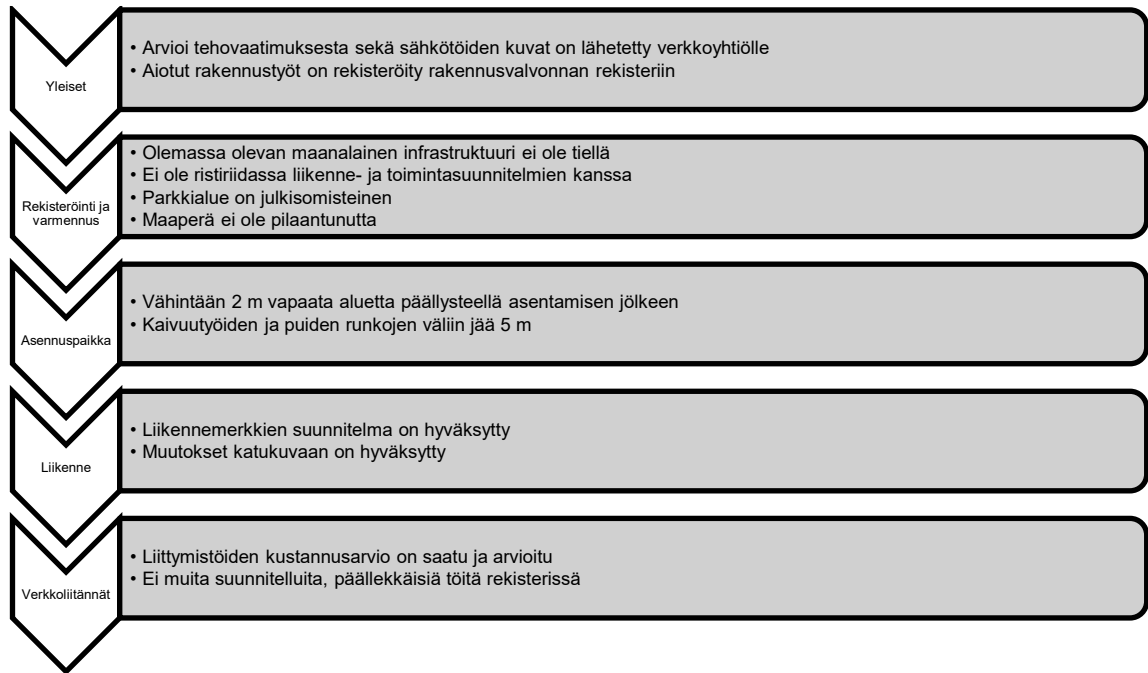 Yleiset
• Arvioi tehovaatimuksesta sekä sähkötöiden kuvat on lähetetty verkkoyhtiölle
• Aiotut rakennustyöt on rekisteröity rakennusvalvonnan rekisteriin
Rekisteröinti ja
varmennus
• Olemassa olevan maanalainen infrastruktuuri ei ole tiellä
• Ei ole ristiriidassa liikenne- ja toimintasuunnitelmien kanssa
• Parkkialue on julkisomisteinen
• Maaperä ei ole pilaantunutta
Asennuspaikka
• Vähintään 2 m vapaata aluetta päällysteellä asentamisen jölkeen
• Kaivuutyöiden ja puiden runkojen väliin jää 5 m
Liikenne
• Liikennemerkkien suunnitelma on hyväksytty
• Muutokset katukuvaan on hyväksytty
Verkkoliitännät
• Liittymistöiden kustannusarvio on saatu ja arvioitu
• Ei muita suunnitelluita, päällekkäisiä töitä rekisterissä